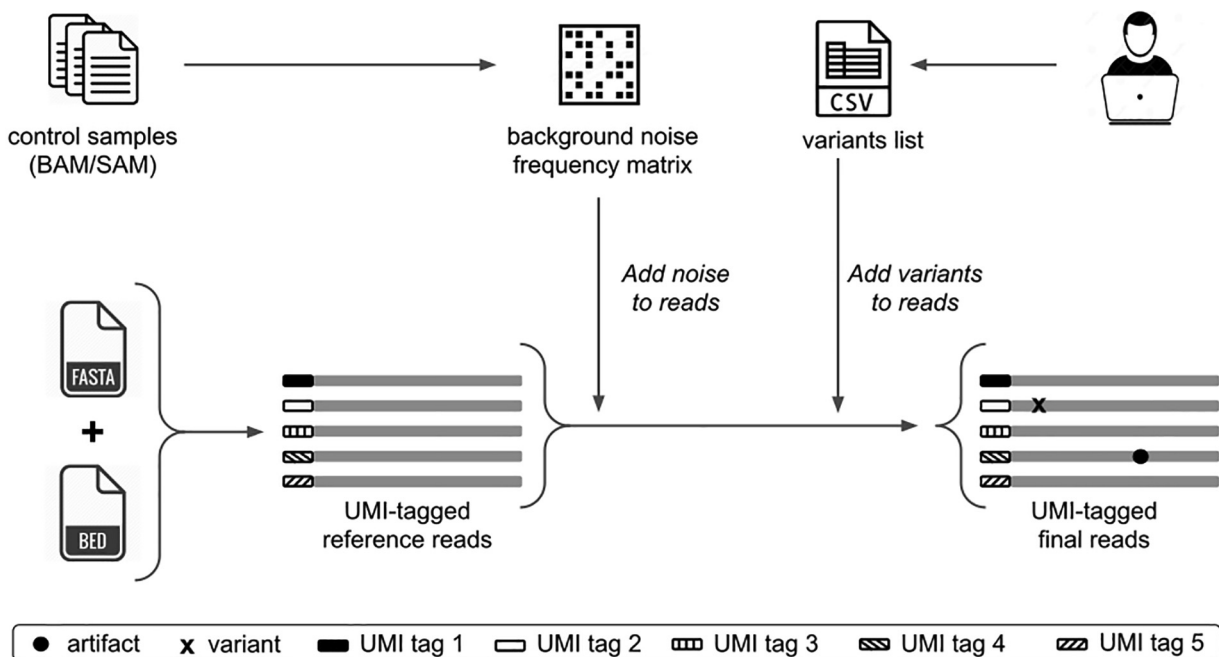 CSV
control samples
(BAM/SAM)
background noise
frequency matrix
variants list
Add noise
to reads
Add variants
to reads
FASTA
+
BED
x
UMI-tagged
reference reads
UMI-tagged
final reads
artifact x variant UMI tag 1 UMI tag 2 UMI tag 3 UMI tag 4 UMI tag 5